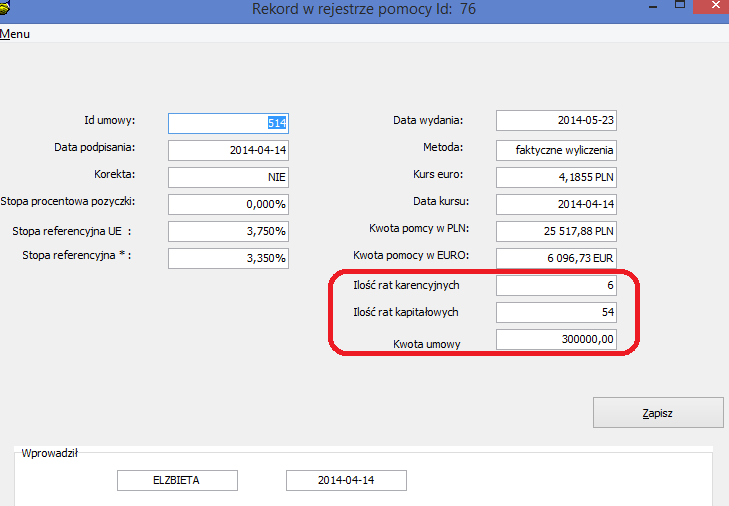 Rekord w rejestrze pomocy Id: 76
Menu
Id umowy: 514
Data podpisania: 2014-04-14
Korekta: NIE
Stopa procentowa pozyczki: 0,000%
Stopa referencyjna UE : 3,750%
Stopa referencyjna * : 3,350%
Data wydania: 2014-05-23
Metoda: faktyczne wyliczenia
Kurs euro: 4,1855 PLN
Data kursu: 2014-04-14
Kwota pomcy w PLN: 25 517,88 PLN
Kwota pomocy w EURO: 6 096,73 EUR
Ilość rat karencyjnych 6
Ilość rat kapitałowych 54
Kwota umowy 300000,00
Zapisz
Wprowadził
ELZBIETA 2014-04-14